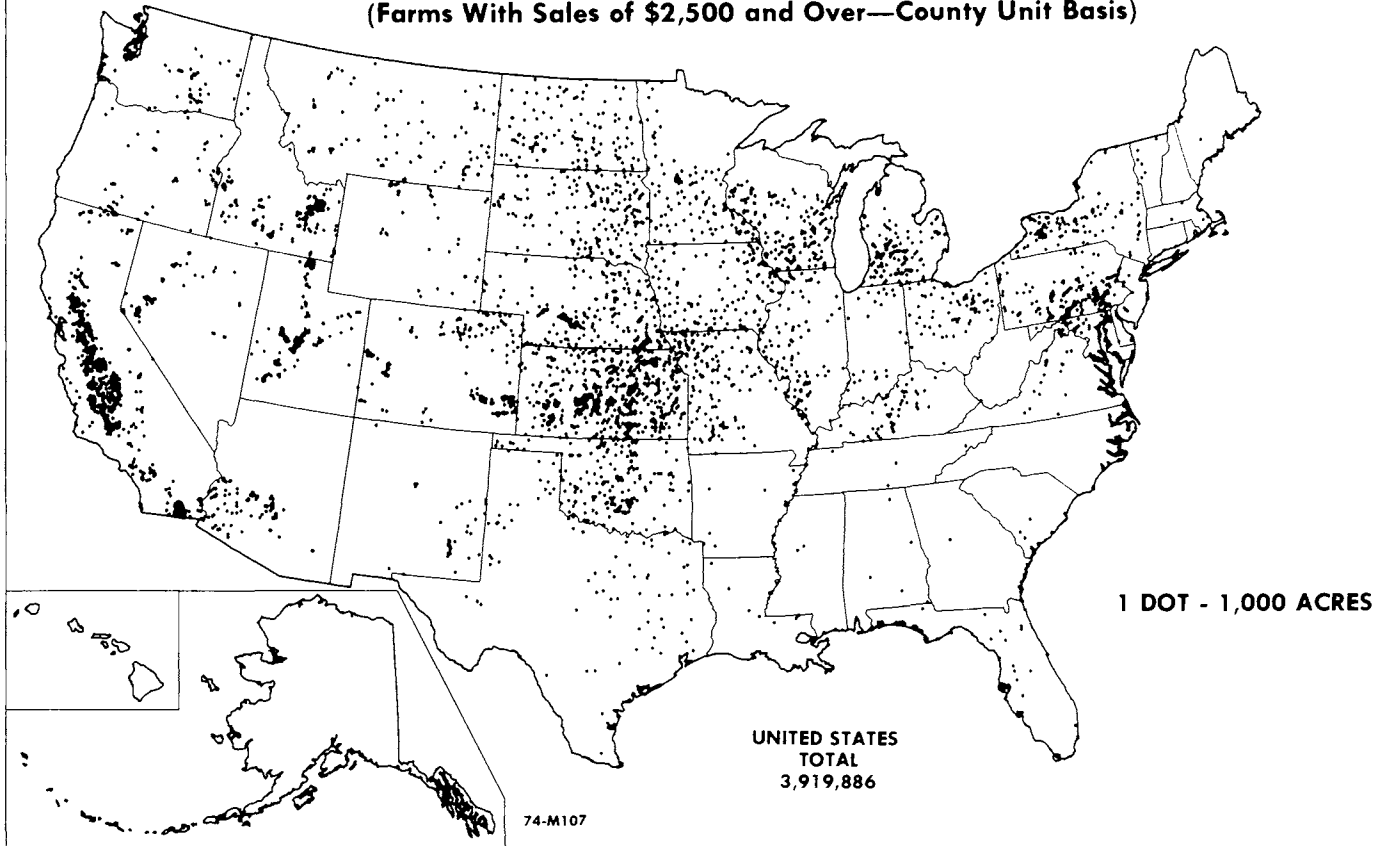 (Farms With Sales of $2,500 and Over—County Unit Basis)
1 DOT - 1,000 ACRES
UNITED STATES
TOTAL
3,919,886
74-M107